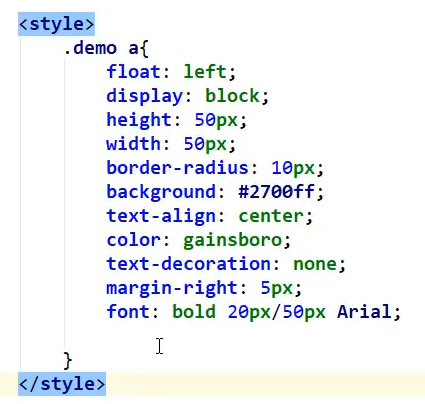 <style>
.demo a{
float: left;
display: block;
height: 50px;
width: 50px;
border-radius: 10px;
background: #2700ff;
text-align: center;
color: gainsboro;
text-decoration: none;
margin-right: 5px;
font: bold 20px/50px Arial;
}
</style>